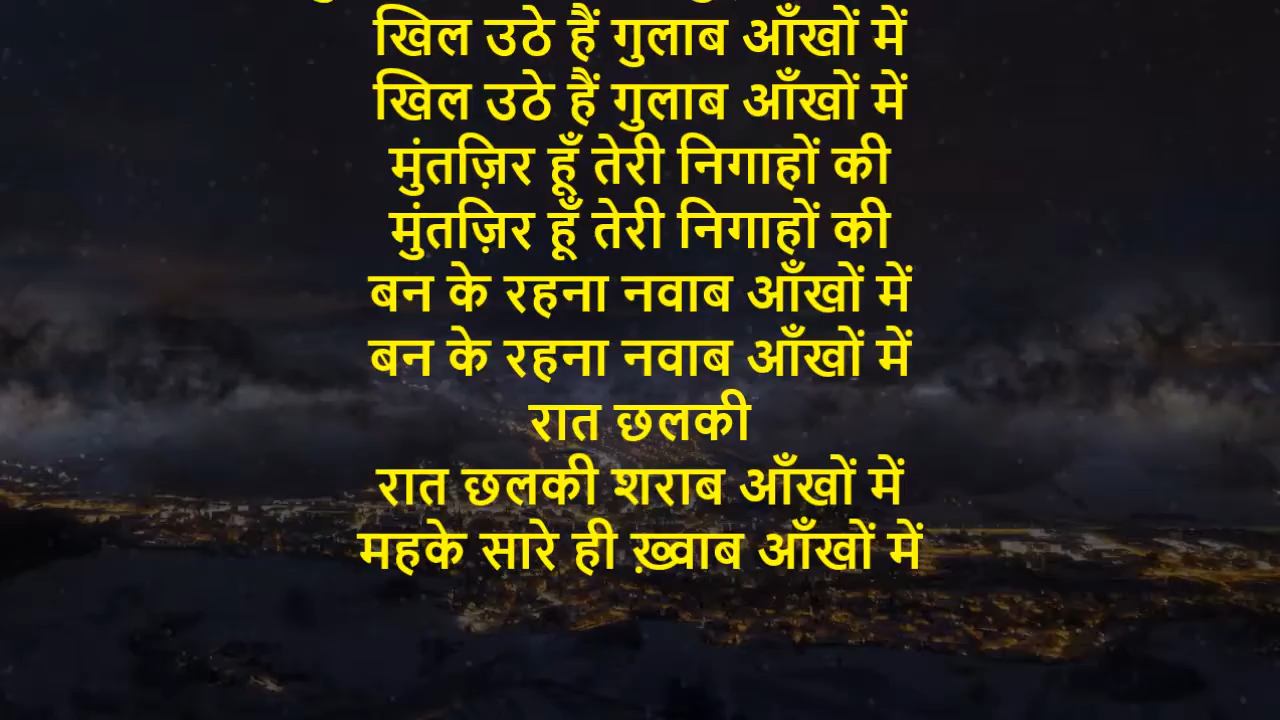 खिल उठे हैं गुलाब आँखों में
खिल उठे हैं गुलाब आँखों में
मुंतज़िर हूँ तेरी निगाहों की
मुंतज़िर हूँ तेरी निगाहों की
बन के रहना नवाब आँखों में
बन के रहना नवाब आँखों में
रात छलकी
रात छलकी शराब आँखों में
महके सारे ही ख़्वाब आँखों में